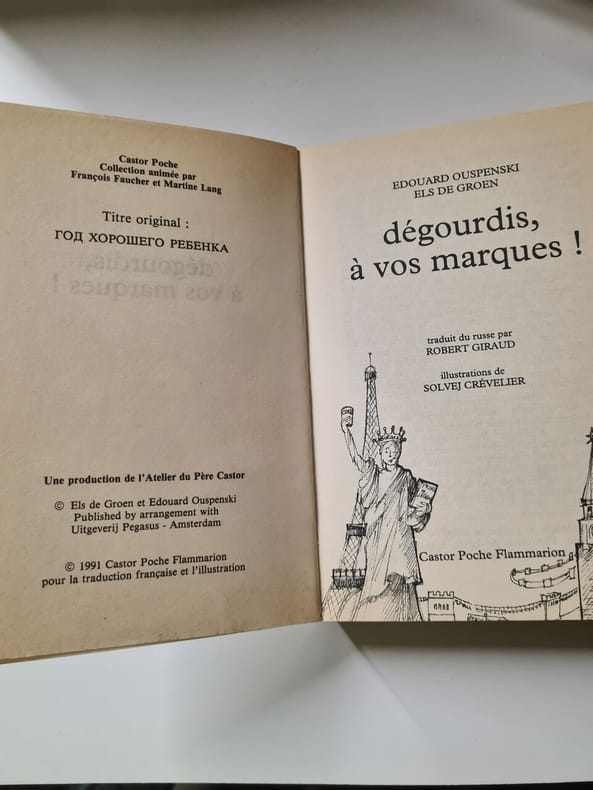 Castor Poche
Collection animée par
François Faucher et Martine Lang
Titre original :
ГОД ХОРОШЕГО РЕБЕНКА
Une production de l'Atelier du Père Castor
© Els de Groen et Edouard Ouspenski
Published by arrangement with
Uitgeverij Pegasus - Amsterdam
© 1991 Castor Poche Flammarion
pour la traduction française et l'illustration
EDOUARD OUSPENSKI
ELS DE GROEN
dégourdis,
à vos marques !
traduit du russe par
ROBERT GIRAUD
illustrations de
SOLVEJ CRÉVELIER
Castor Poche Flammarion